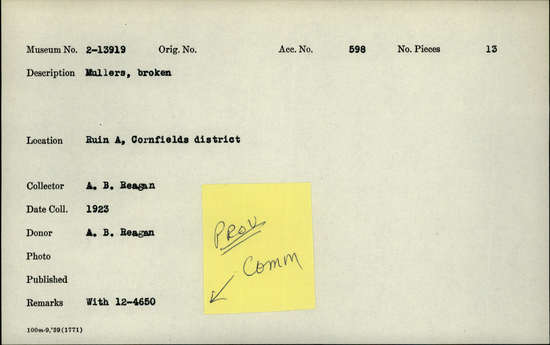 Museum No. 2-13919 Orig. No. Acc. No. 598 No. Pieces 13
Description Mullers, broken
Location Ruin A, Cornfields district
Collector A. B. Reagan
Date Coll. 1923
Donor A. B. Reagan
PROV
Photo
COMM
Published
Remarks With 12-4650
100m-9,'39(1771)